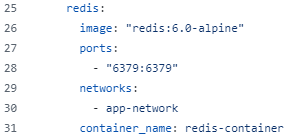 25 redis:
26 image: "redis:6.0-alpine"
27 ports:
28 - "6379:6379"
29 networks:
30 - app-network
31 container_name: redis-container